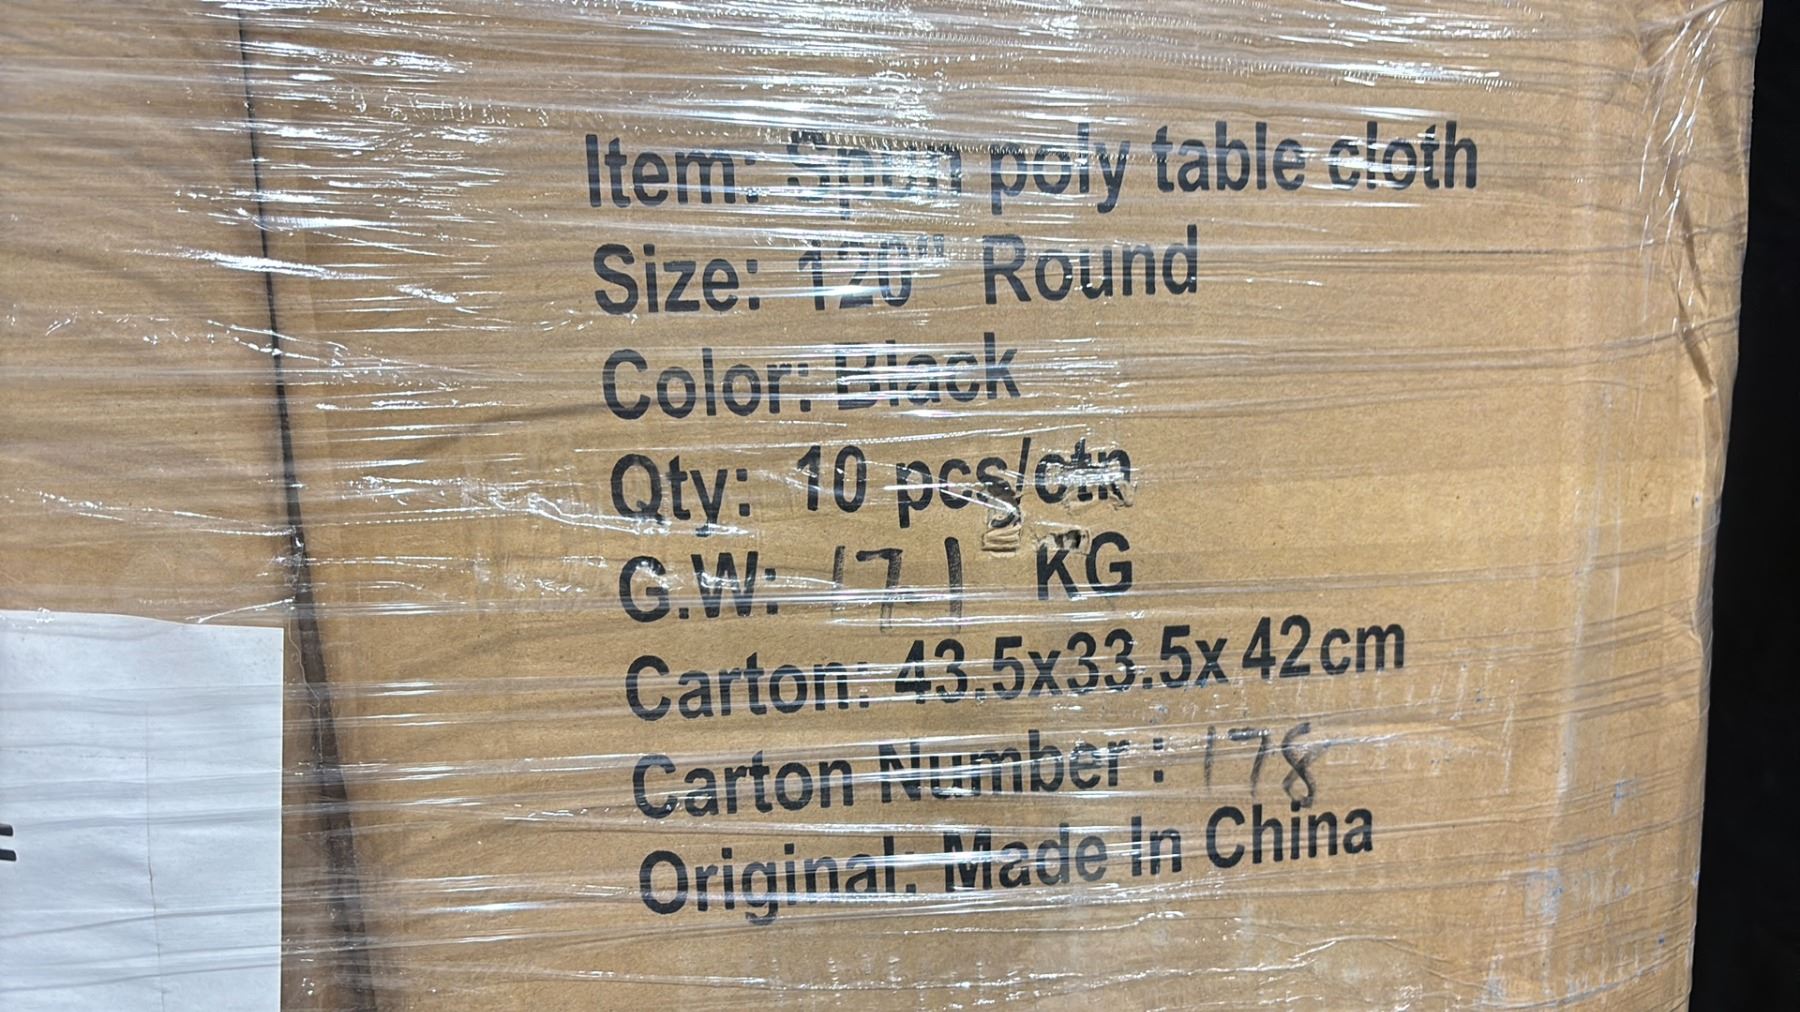 Item: Spun poly table cloth
Size: 120" Round
Color: Black
Qty: 10 pcs/ctn
G.W: 17.1 KG
Carton: 43.5x33.5x 42cm
Carton Number : 178
Original: Made In China